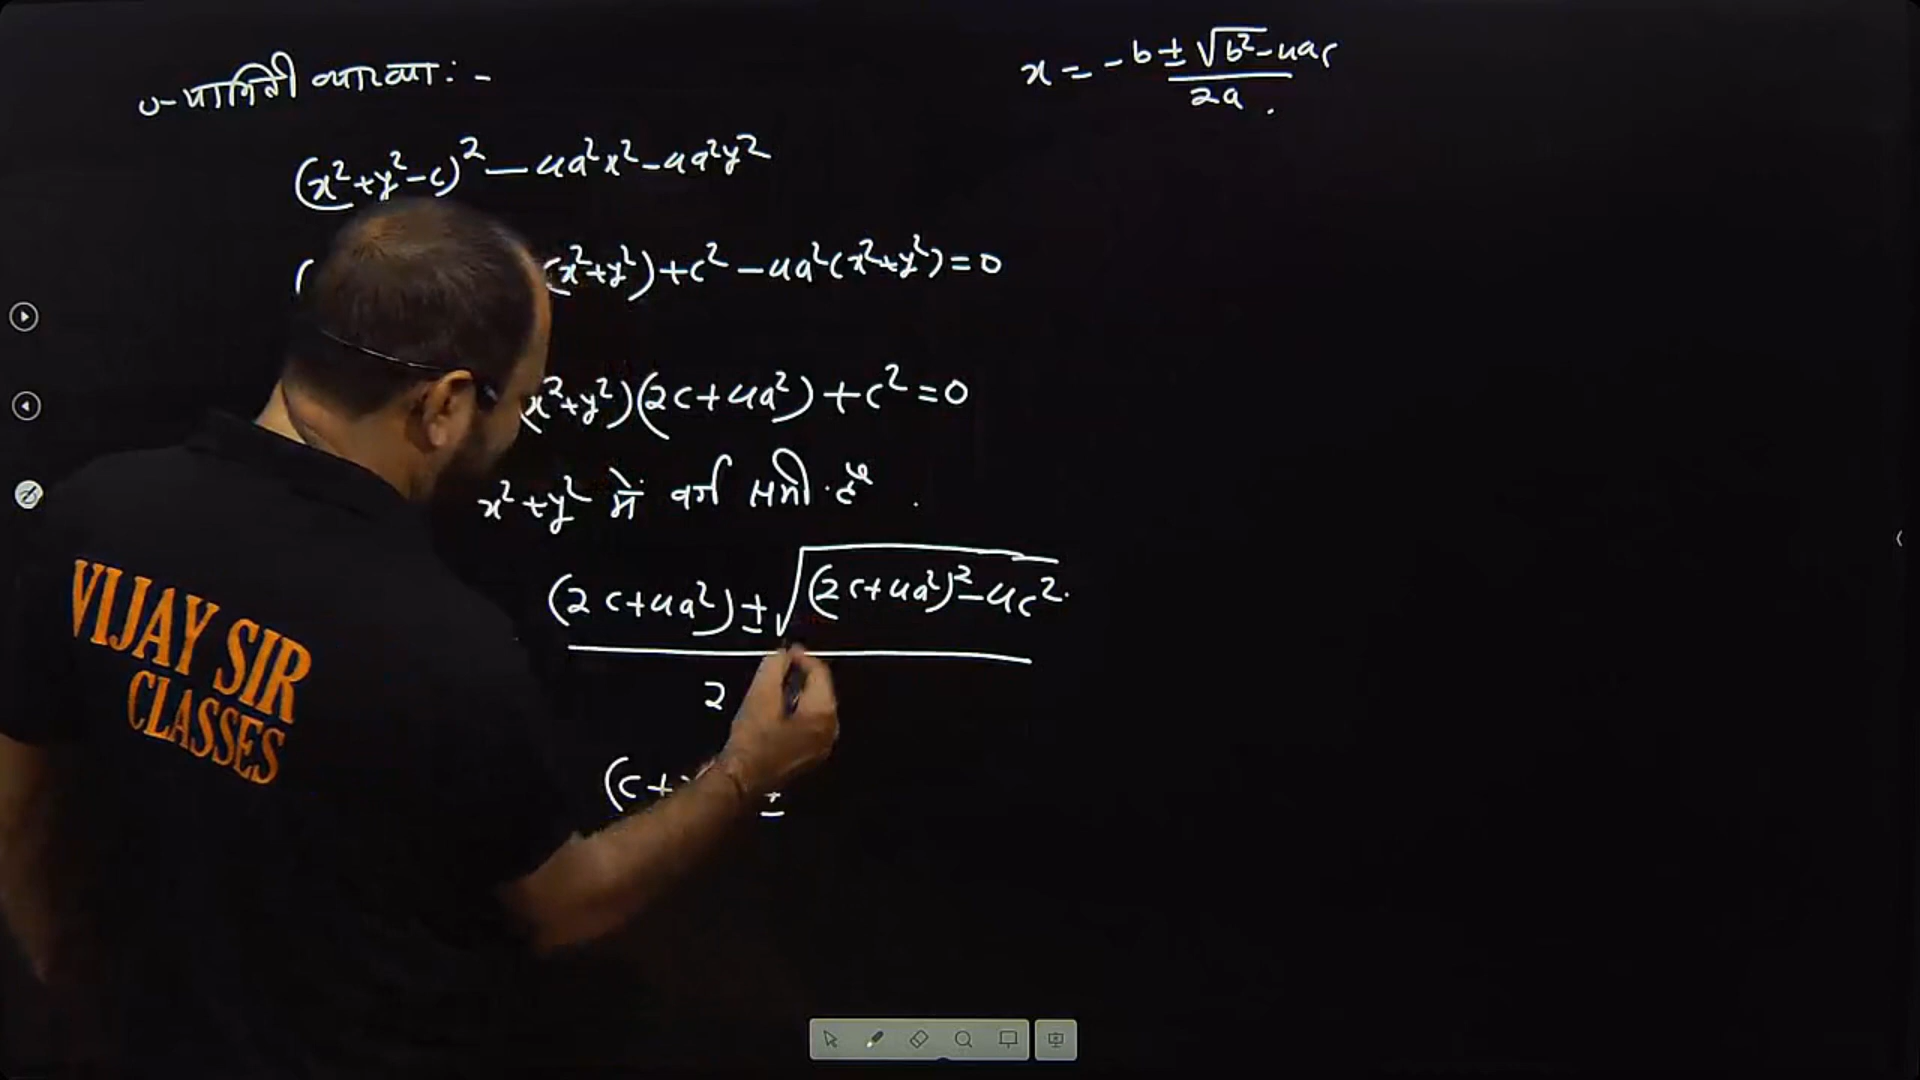 ज्यामितीय व्याख्या: -
x = -b ± √b² - 4ac
2a .
(x² + y² - c)² - 4a²x² - 4a²y²
(x² + y²) + c² - 4a²(x² + y²) = 0
(x² + y²)(2c + 4a²) + c² = 0
x² + y² में वर्ग समी. है .
(2c + 4a²) ± √(2c + 4a²)² - 4c²
2
(c +
±
VIJAY SIR
CLASSES